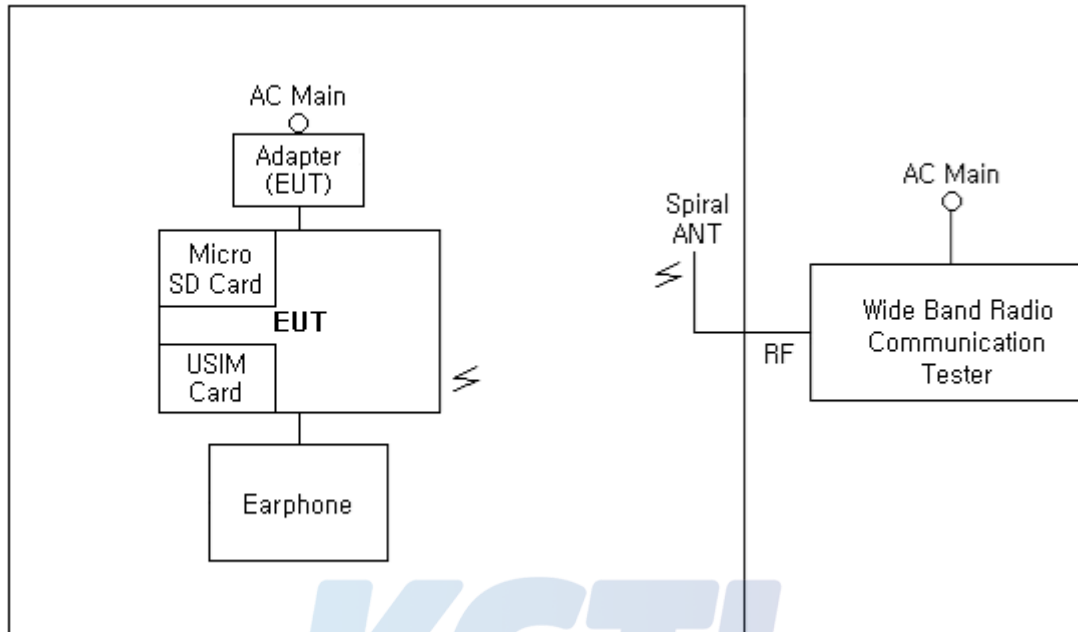 AC Main
Adapter
(EUT)
Micro
SD Card
EUT
USIM
Card
Earphone
Spiral
ANT
RF
AC Main
Wide Band Radio
Communication
Tester
KCTL